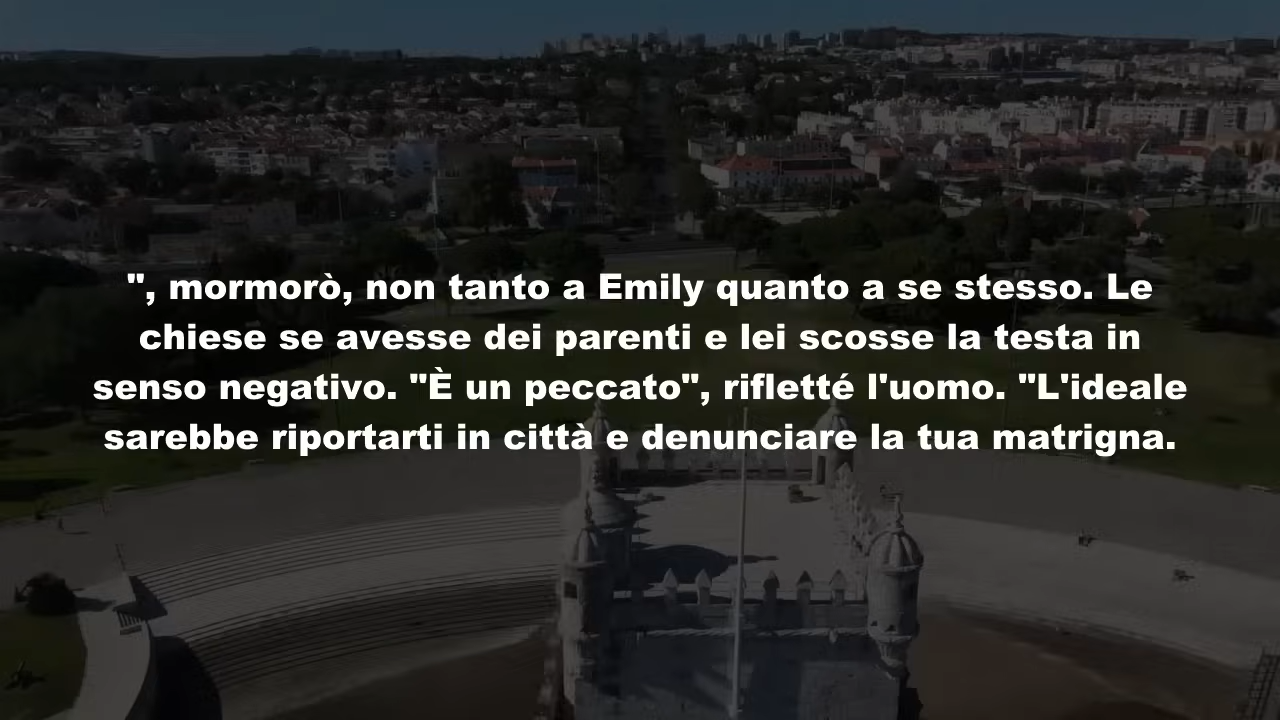 ", mormorò, non tanto a Emily quanto a se stesso. Le
chiese se avesse dei parenti e lei scosse la testa in
senso negativo. "È un peccato", rifletté l'uomo. "L'ideale
sarebbe riportarti in città e denunciare la tua matrigna.